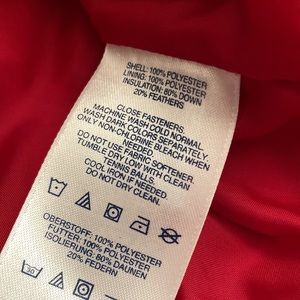 SHELL: 100% POLYESTER
LINING: 100% POLYESTER
INSULATION: 80% DOWN
20% FEATHERS
CLOSE FASTENERS.
MACHINE WASH COLD NORMAL.
WASH DARK COLORS SEPARATELY.
ONLY NON-CHLORINE BLEACH WHEN
NEEDED.
DO NOT USE FABRIC SOFTENER.
TUMBLE DRY LOW WITH CLEAN
TENNIS BALLS.
COOL IRON IF NEEDED
DO NOT DRY CLEAN
OBERSTOFF: 100% POLYESTER
FUTTER: 100% POLYESTER
ISOLIERUNG: 80% DAUNEN
20% FEDERN
30